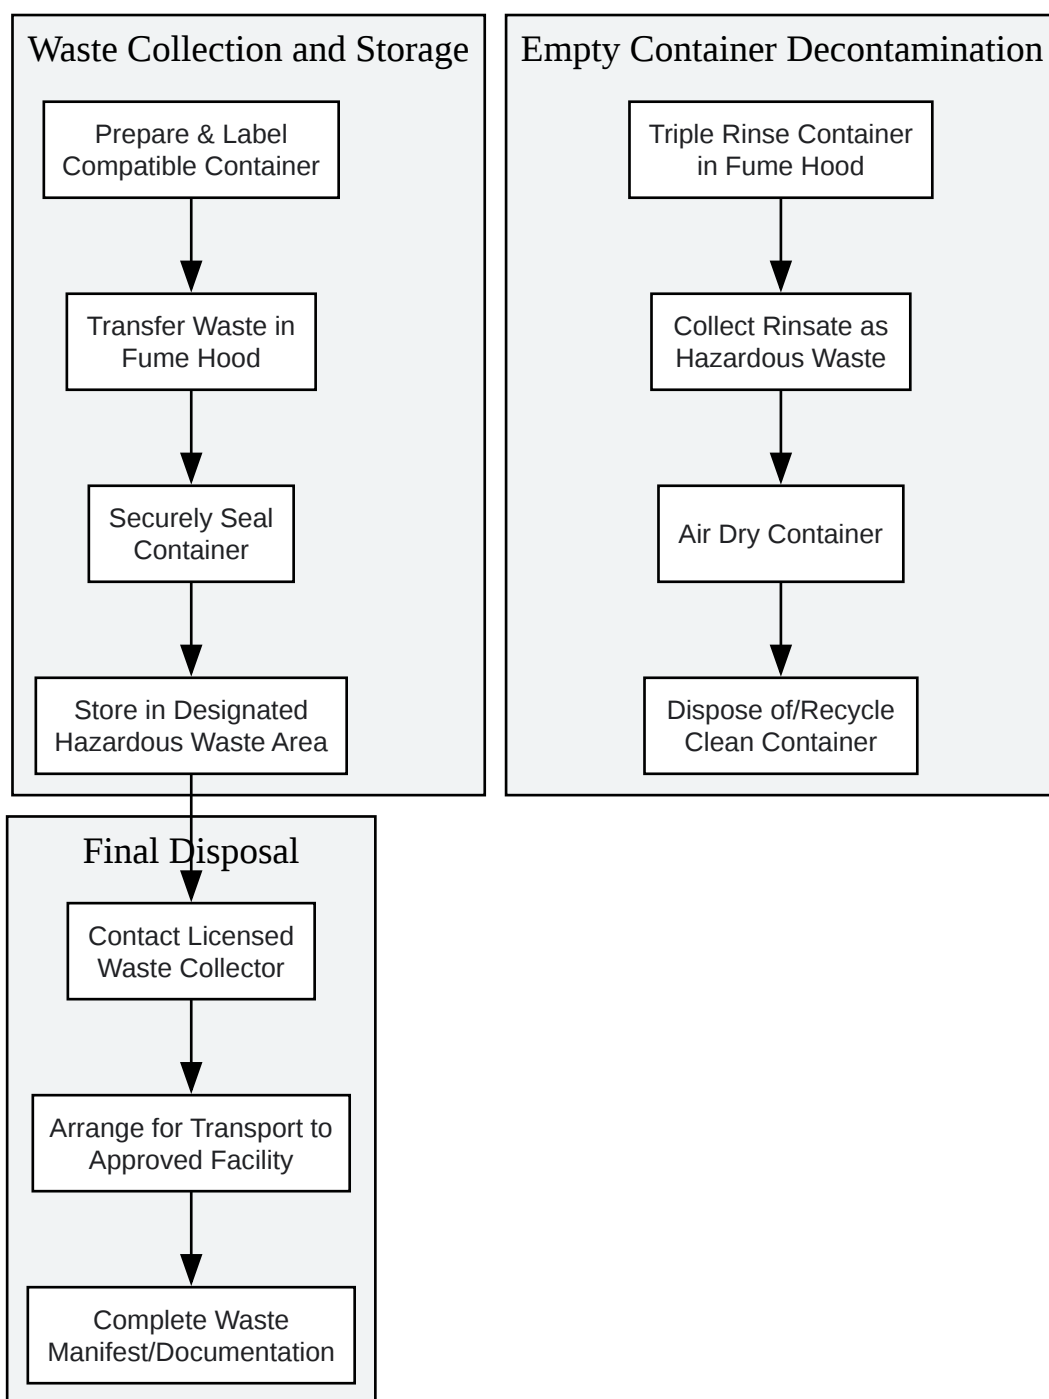 Waste Collection and Storage
Prepare & Label
Compatible Container
Transfer Waste in
Fume Hood
Securely Seal
Container
Store in Designated
Hazardous Waste Area
Empty Container Decontamination
Triple Rinse Container
in Fume Hood
Collect Rinsate as
Hazardous Waste
Air Dry Container
Dispose of/Recycle
Clean Container
Final Disposal
Contact Licensed
Waste Collector
Arrange for Transport to
Approved Facility
Complete Waste
Manifest/Documentation